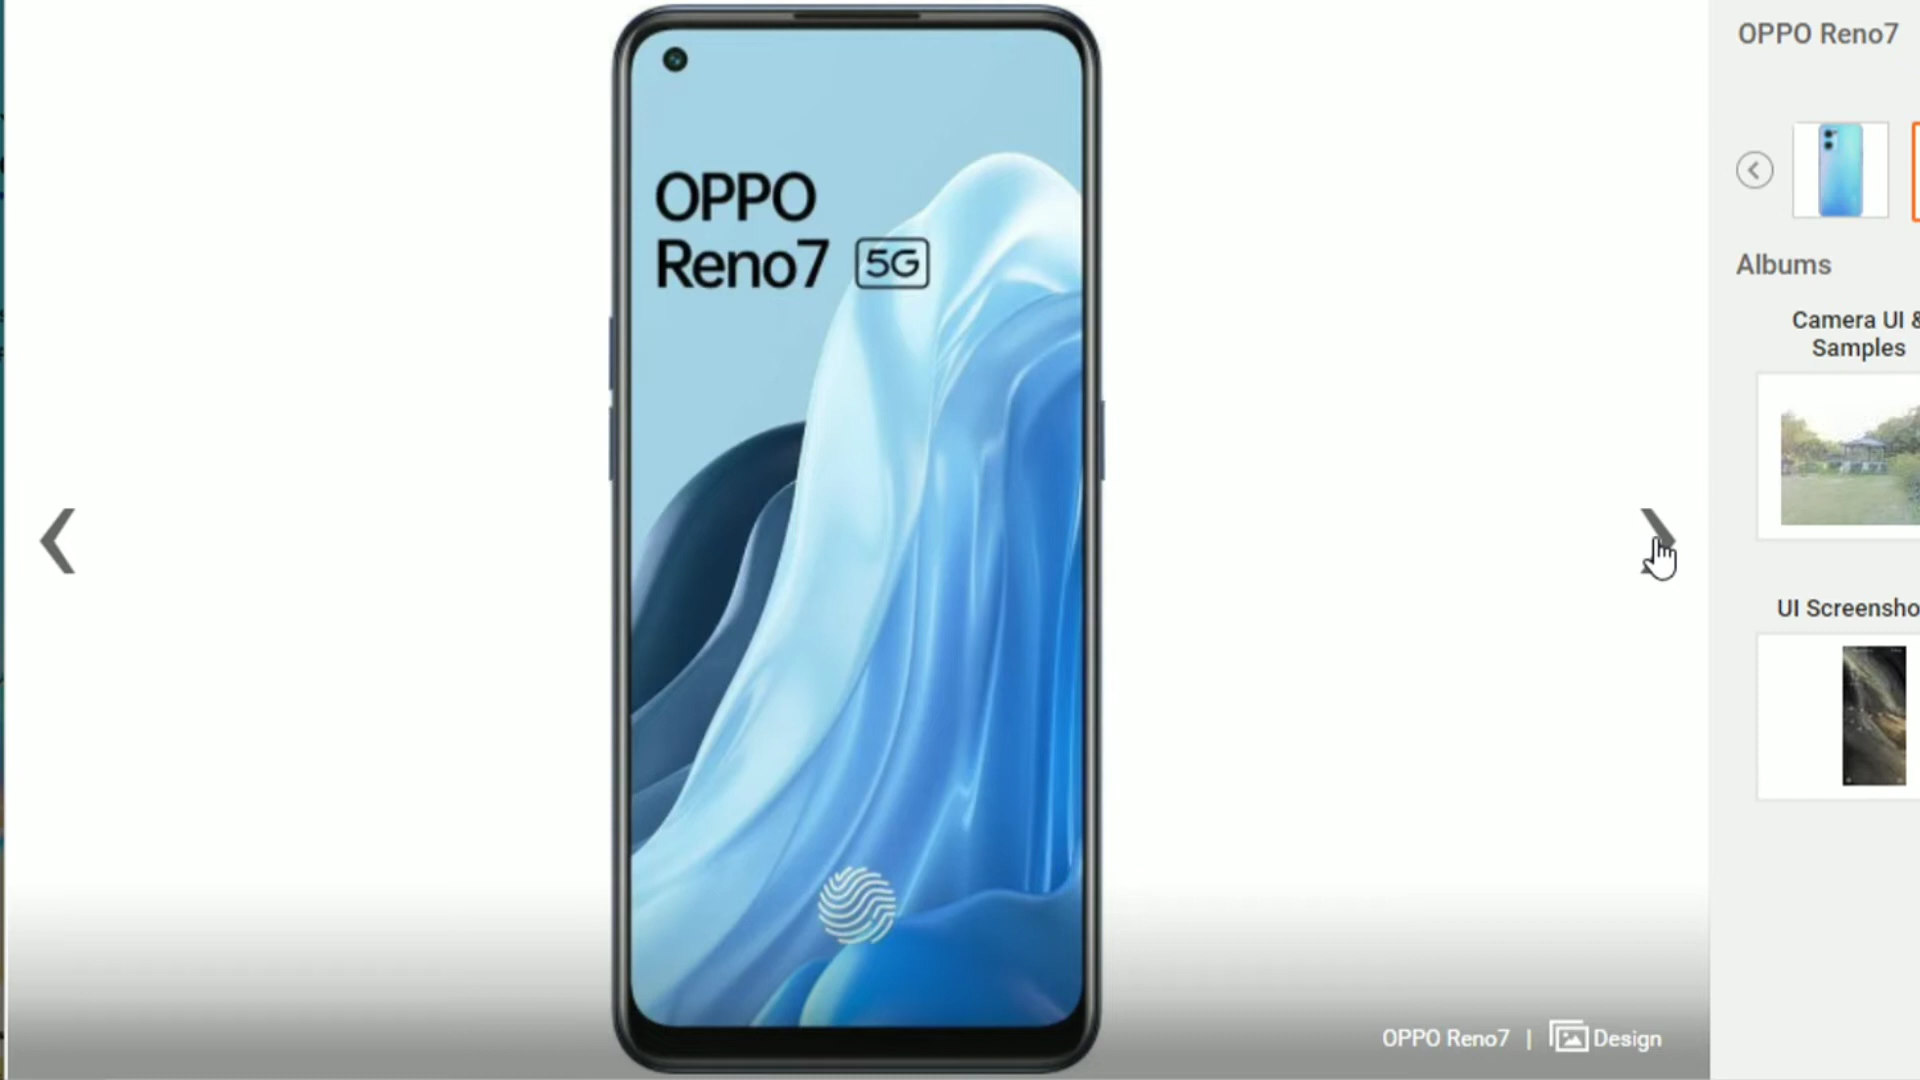 OPPO
Reno7 5G
OPPO Reno7 | Design
OPPO Reno7
Albums
Camera UI &
Samples
UI Screensho